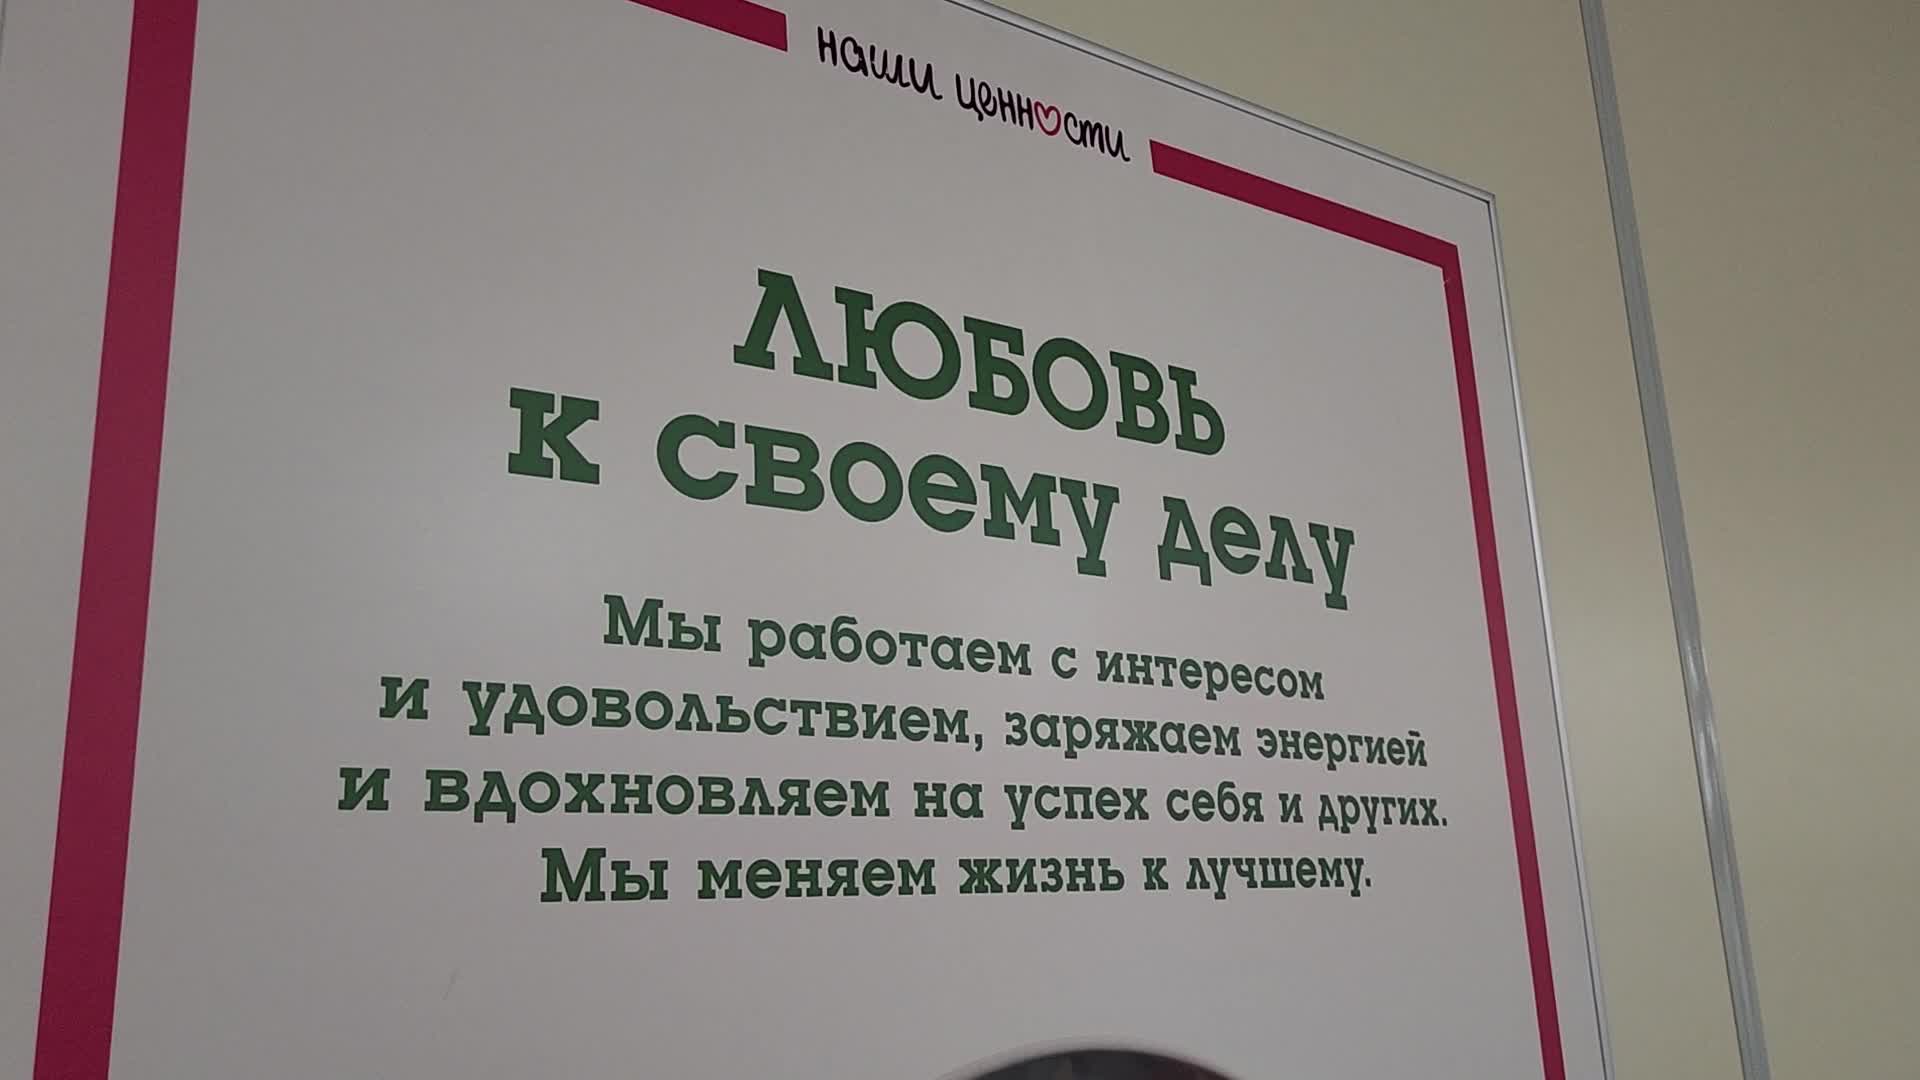 наши ценности
ЛЮБОВЬ
к своему делу
Мы работаем с интересом
и удовольствием, заряжаем энергией
и вдохновляем на успех себя и других.
Мы меняем жизнь к лучшему.